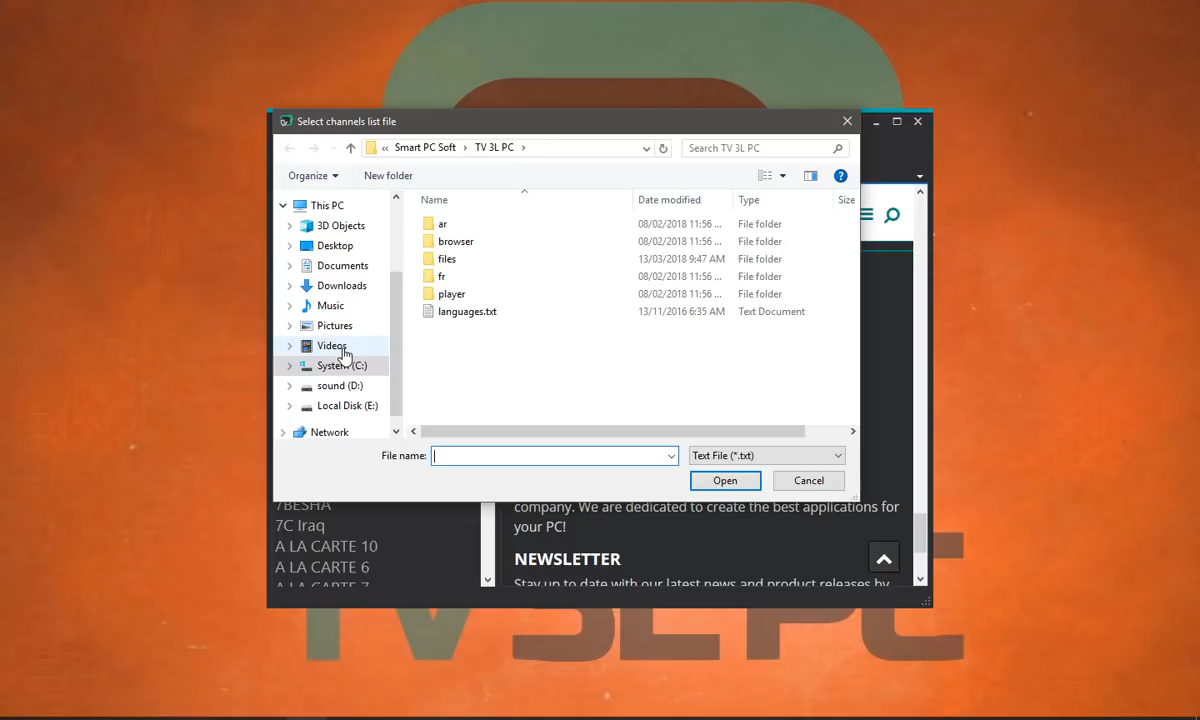 Select channels list file
« Smart PC Soft › TV 3L PC ›
Search TV 3L PC
Organize
New folder
This PC
3D Objects
Desktop
Documents
Downloads
Music
Pictures
Videos
System (C:)
sound (D:)
Local Disk (E:)
Network
Name Date modified Type Size
ar 08/02/2018 11:56 ... File folder
browser 08/02/2018 11:56 ... File folder
files 13/03/2018 9:47 AM File folder
fr 08/02/2018 11:56 ... File folder
player 08/02/2018 11:56 ... File folder
languages.txt 13/11/2016 6:35 AM Text Document
File name:
Text File (*.txt)
Open
Cancel
7BESHA
7C Iraq
A LA CARTE 10
A LA CARTE 6
A LA CARTE 7
company. We are dedicated to create the best applications for
your PC!
NEWSLETTER
Stay up to date with our latest news and product releases by
TV3L PC